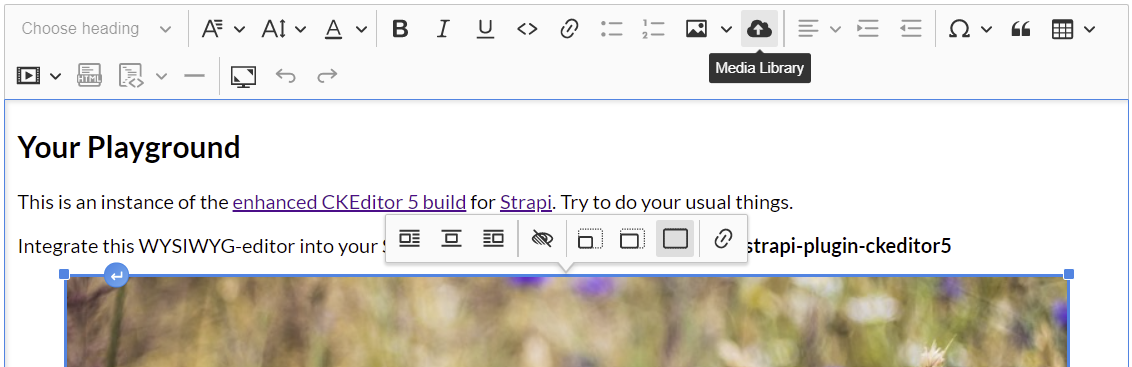 Choose heading
Media Library
HTML
Your Playground
This is an instance of the enhanced CKEditor 5 build for Strapi. Try to do your usual things.
Integrate this WYSIWYG-editor into your strapi-plugin-ckeditor5